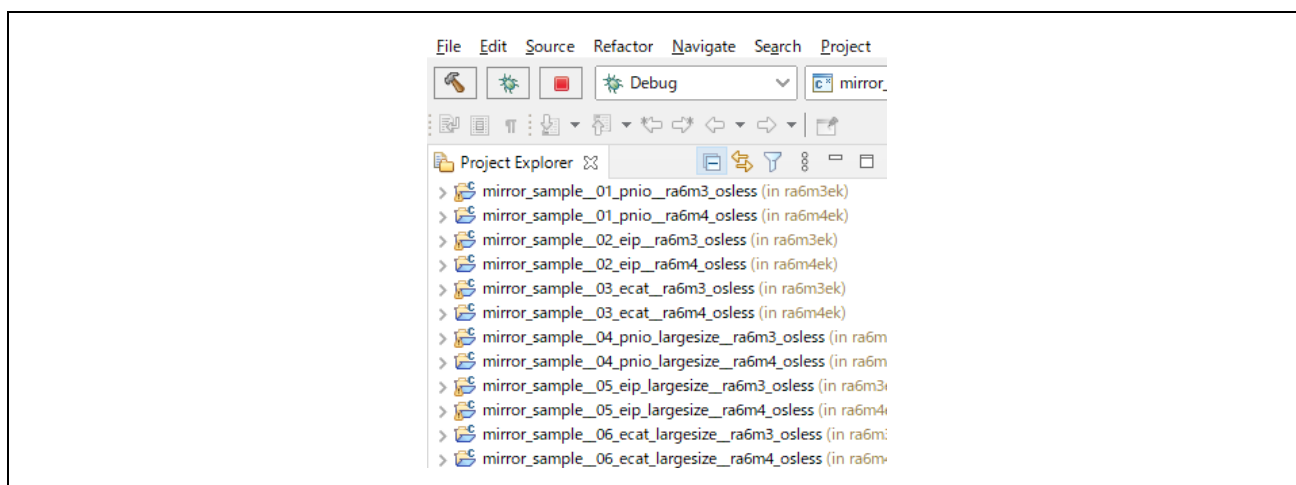 File Edit Source Refactor Navigate Search Project
Debug mirror_
Project Explorer
mirror_sample__01_pnio__ra6m3_osless (in ra6m3ek)
mirror_sample__01_pnio__ra6m4_osless (in ra6m4ek)
mirror_sample__02_eip__ra6m3_osless (in ra6m3ek)
mirror_sample__02_eip__ra6m4_osless (in ra6m4ek)
mirror_sample__03_ecat__ra6m3_osless (in ra6m3ek)
mirror_sample__03_ecat__ra6m4_osless (in ra6m4ek)
mirror_sample__04_pnio_largesize__ra6m3_osless (in ra6m
mirror_sample__04_pnio_largesize__ra6m4_osless (in ra6m
mirror_sample__05_eip_largesize__ra6m3_osless (in ra6m3
mirror_sample__05_eip_largesize__ra6m4_osless (in ra6m4
mirror_sample__06_ecat_largesize__ra6m3_osless (in ra6m
mirror_sample__06_ecat_largesize__ra6m4_osless (in ra6m